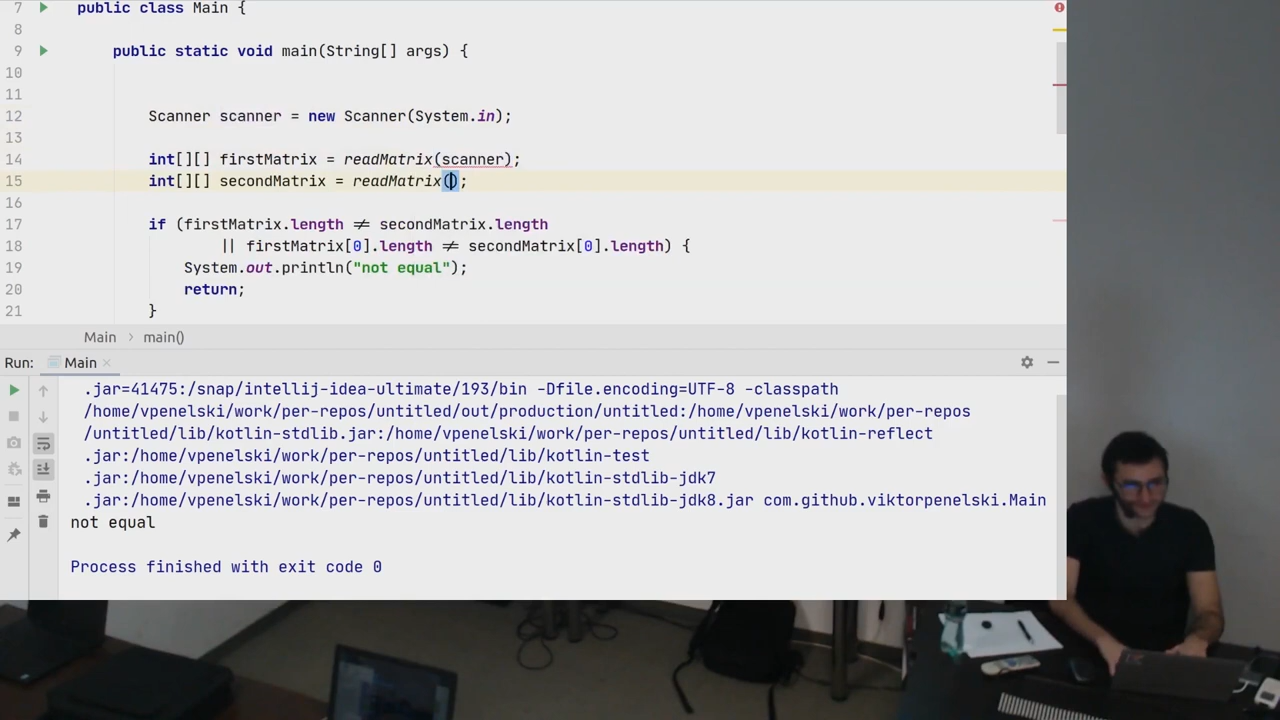 7 public class Main {
8
9 public static void main(String[] args) {
10
11
12 Scanner scanner = new Scanner(System.in);
13
14 int[][] firstMatrix = readMatrix(scanner);
15 int[][] secondMatrix = readMatrix();
16
17 if (firstMatrix.length ≠ secondMatrix.length
18 || firstMatrix[0].length ≠ secondMatrix[0].length) {
19 System.out.println("not equal");
20 return;
21 }
Main › main()
Run: Main
.jar=41475:/snap/intellij-idea-ultimate/193/bin -Dfile.encoding=UTF-8 -classpath
/home/vpenelski/work/per-repos/untitled/out/production/untitled:/home/vpenelski/work/per-repos
/untitled/lib/kotlin-stdlib.jar:/home/vpenelski/work/per-repos/untitled/lib/kotlin-reflect
.jar:/home/vpenelski/work/per-repos/untitled/lib/kotlin-test
.jar:/home/vpenelski/work/per-repos/untitled/lib/kotlin-stdlib-jdk7
.jar:/home/vpenelski/work/per-repos/untitled/lib/kotlin-stdlib-jdk8.jar com.github.viktorpenelski.Main
not equal
Process finished with exit code 0